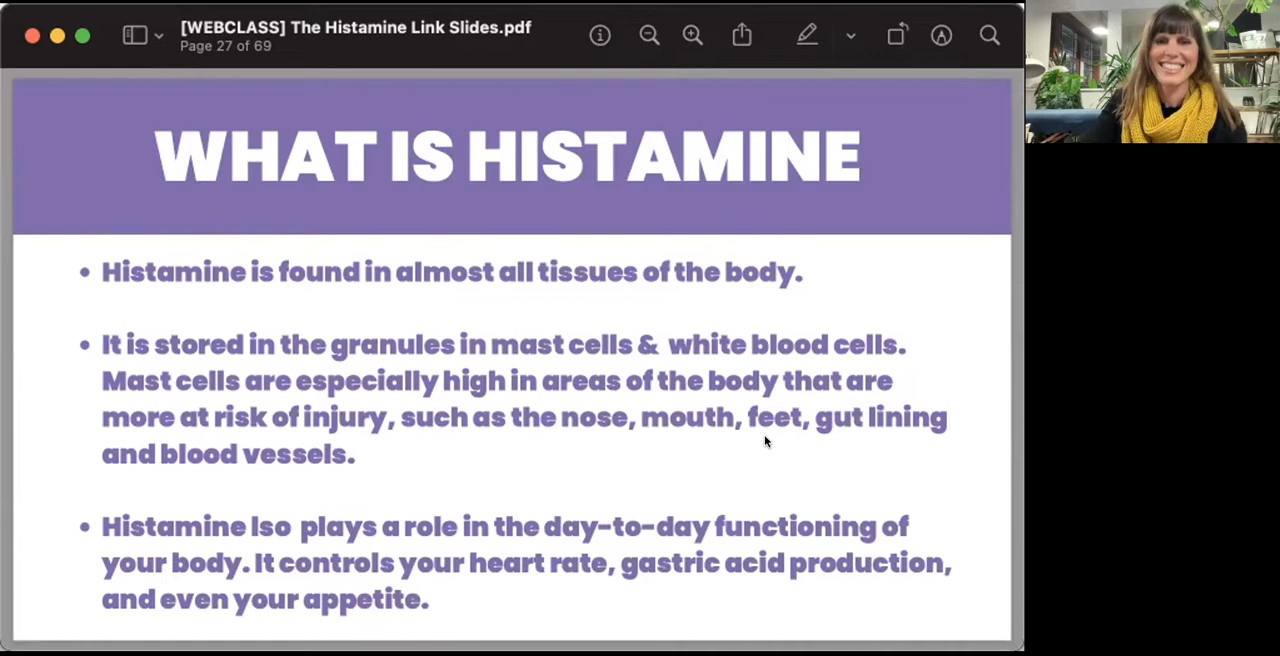 [WEBCLASS] The Histamine Link Slides.pdf
Page 27 of 69
WHAT IS HISTAMINE
• Histamine is found in almost all tissues of the body.
• It is stored in the granules in mast cells & white blood cells.
Mast cells are especially high in areas of the body that are
more at risk of injury, such as the nose, mouth, feet, gut lining
and blood vessels.
• Histamine lso plays a role in the day-to-day functioning of
your body. It controls your heart rate, gastric acid production,
and even your appetite.